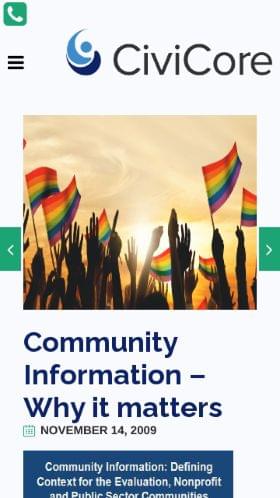 CiviCore
Community
Information –
Why it matters
NOVEMBER 14, 2009
Community Information: Defining
Context for the Evaluation, Nonprofit
and Public Sector Communities